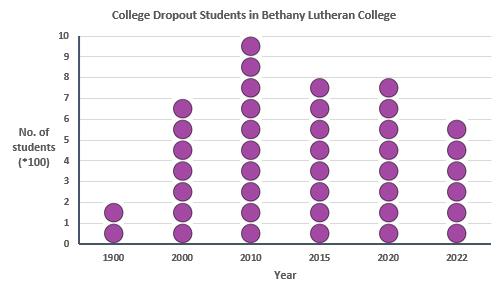 College Dropout Students in Bethany Lutheran College
10
9
8
7
6
5
4
3
2
1
0
No. of
students
(*100)
1900 2000 2010 2015 2020 2022
Year